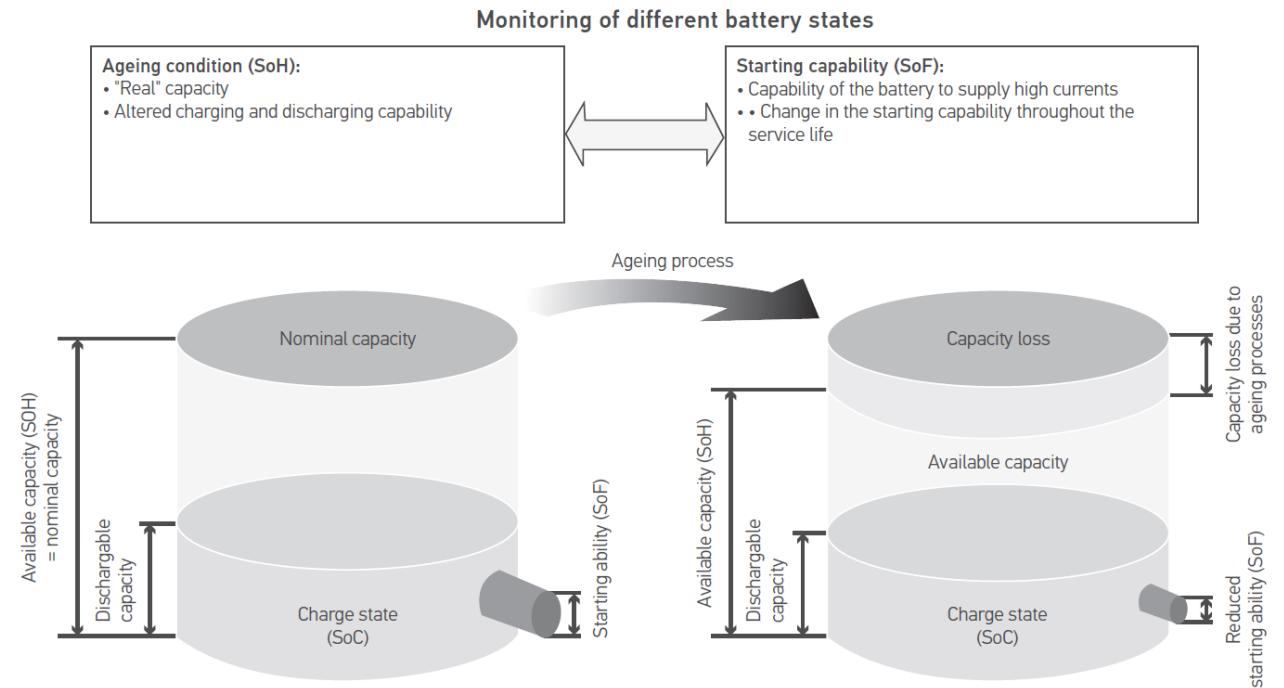 Monitoring of different battery states
Ageing condition (SoH):
• "Real" capacity
• Altered charging and discharging capability
Starting capability (SoF):
• Capability of the battery to supply high currents
• • Change in the starting capability throughout the
service life
Ageing process
Nominal capacity
Available capacity (SOH)
= nominal capacity
Dischargable
capacity
Charge state
(SoC)
Starting ability (SoF)
Capacity loss
Capacity loss due to
ageing processes
Available capacity (SoH)
Available capacity
Dischargable
capacity
Charge state
(SoC)
Reduced
starting ability (SoF)